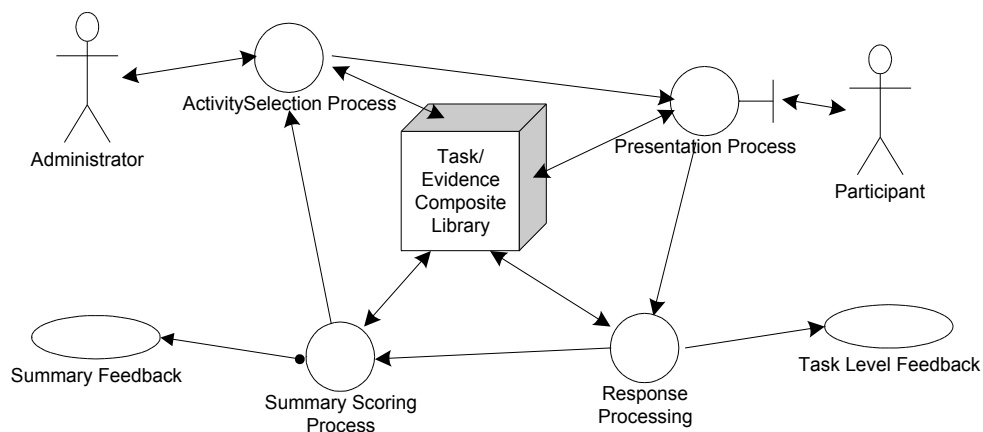 ActivitySelection Process
Administrator
Task/
Evidence
Composite
Library
Presentation Process
Participant
Summary Feedback
Summary Scoring
Process
Response
Processing
Task Level Feedback